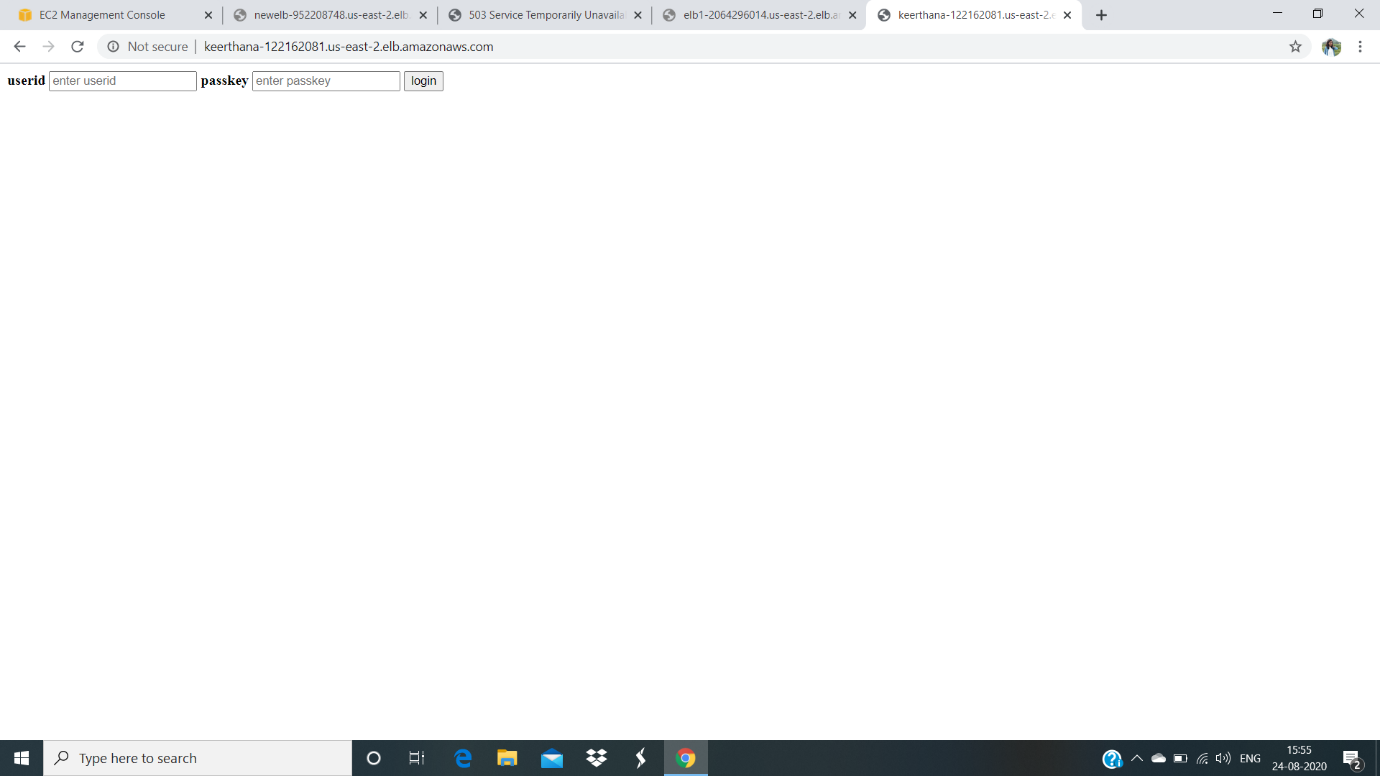 EC2 Management Console
newelb-952208748.us-east-2.elb
503 Service Temporarily Unavaila
elb1-2064296014.us-east-2.elb.a
keerthana-122162081.us-east-2.e
Not secure | keerthana-122162081.us-east-2.elb.amazonaws.com
userid enter userid passkey enter passkey login
Type here to search
ENG
15:55
24-08-2020
2